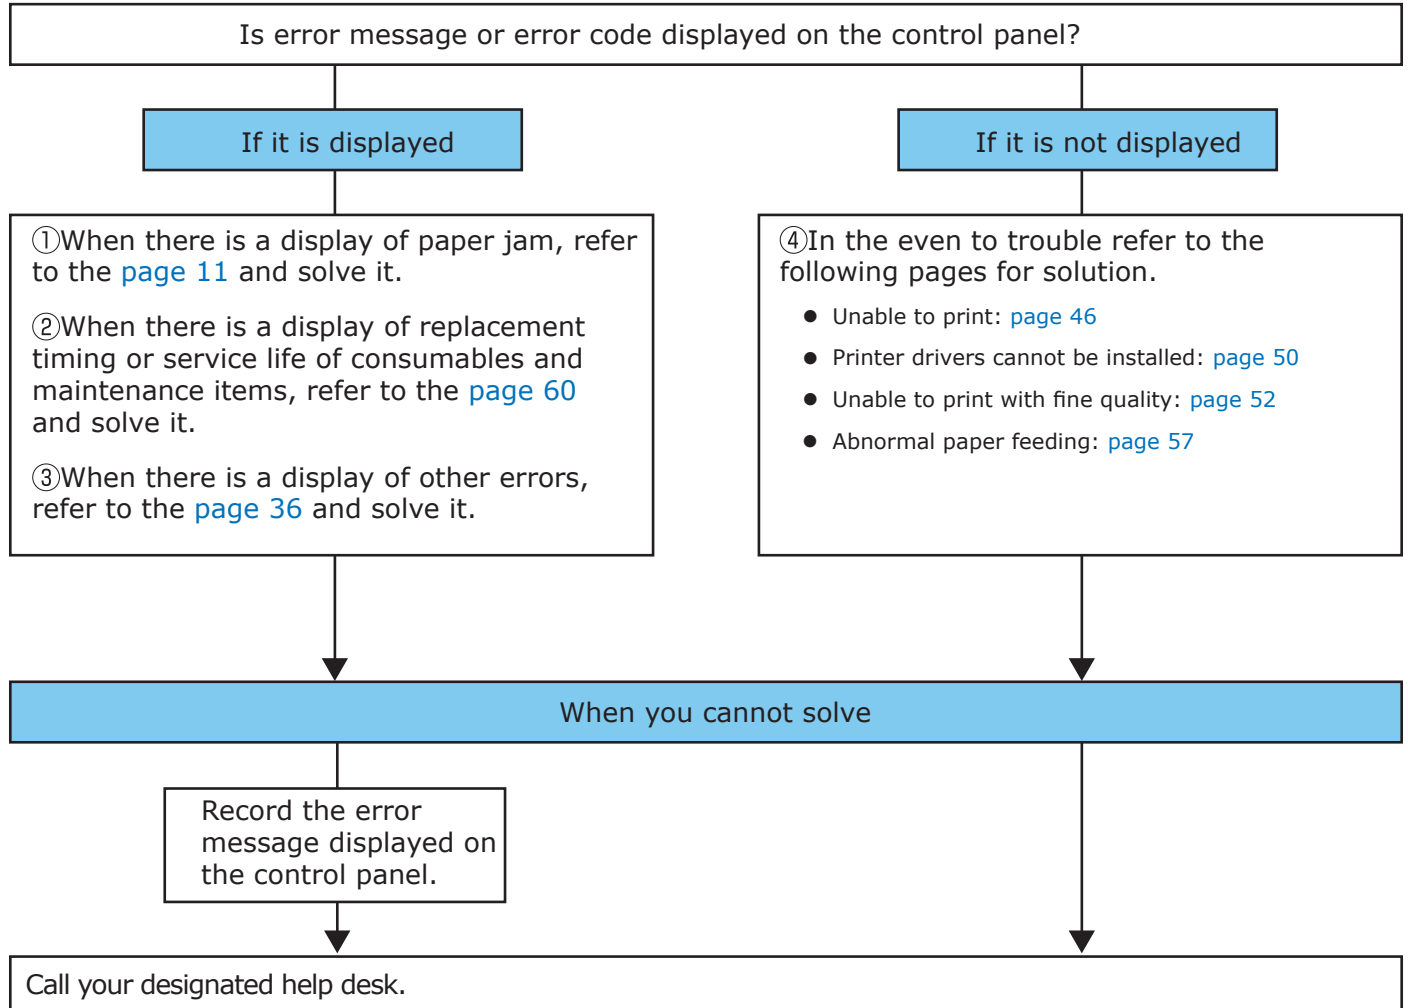 Is error message or error code displayed on the control panel?
If it is displayed
If it is not displayed
①When there is a display of paper jam, refer
to the page 11 and solve it.
②When there is a display of replacement
timing or service life of consumables and
maintenance items, refer to the page 60
and solve it.
③When there is a display of other errors,
refer to the page 36 and solve it.
④In the even to trouble refer to the
following pages for solution.
● Unable to print: page 46
● Printer drivers cannot be installed: page 50
● Unable to print with fine quality: page 52
● Abnormal paper feeding: page 57
When you cannot solve
Record the error
message displayed on
the control panel.
Call your designated help desk.